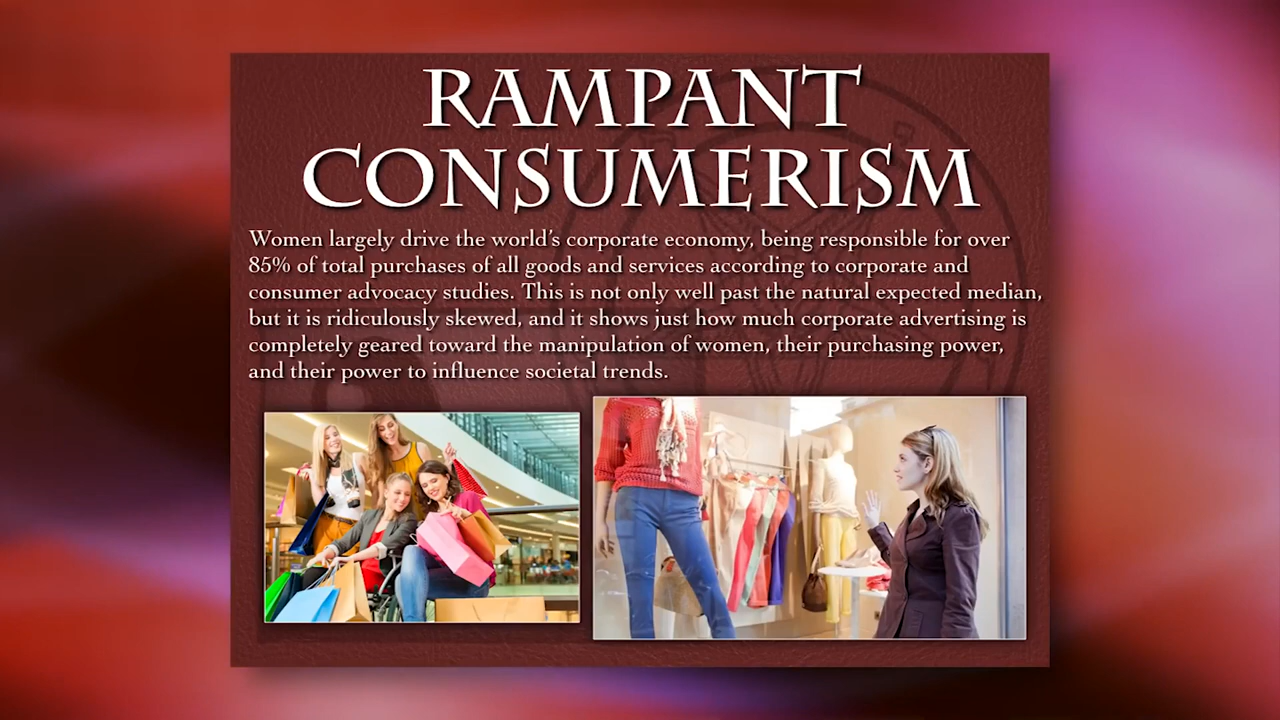 RAMPANT
CONSUMERISM
Women largely drive the world's corporate economy, being responsible for over
85% of total purchases of all goods and services according to corporate and
consumer advocacy studies. This is not only well past the natural expected median,
but it is ridiculously skewed, and it shows just how much corporate advertising is
completely geared toward the manipulation of women, their purchasing power,
and their power to influence societal trends.